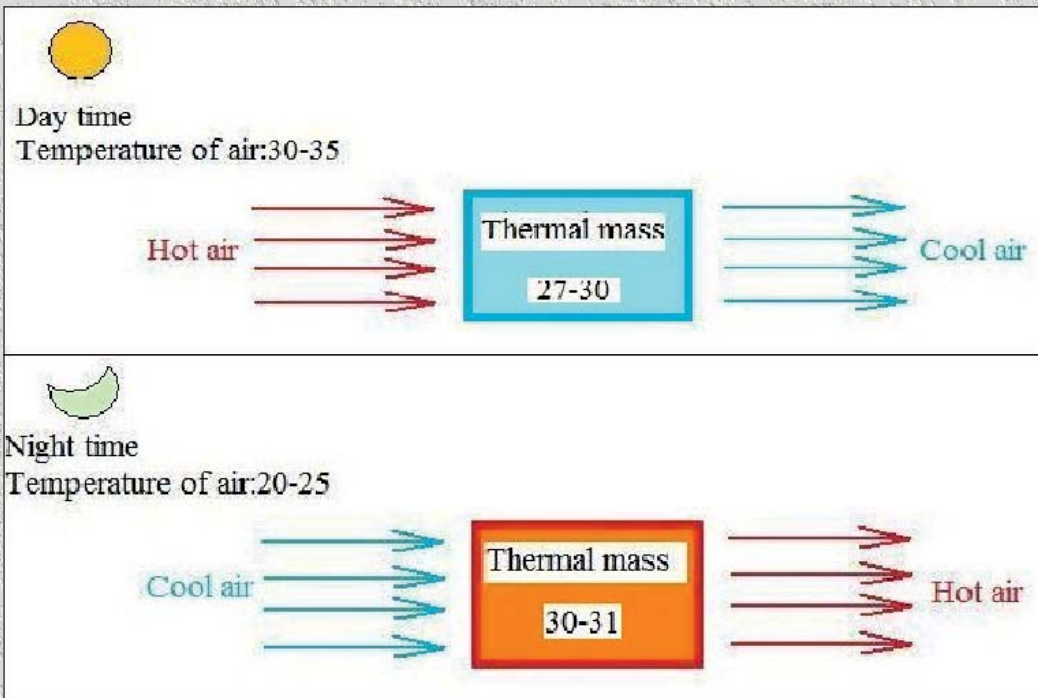 Day time
Temperature of air:30-35
Hot air
Thermal mass
27-30
Cool air
Night time
Temperature of air:20-25
Cool air
Thermal mass
30-31
Hot air